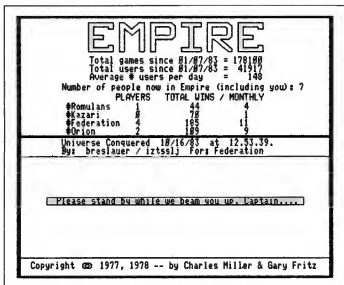 EMPIRE
Total games since 01/07/83 = 178100
Total users since 01/07/83 = 41917
Average # users per day = 148
Number of people now in Empire (including you): 7
PLAYERS TOTAL WINS / MONTHLY
#Romulans 1 44 4
#Kazari 0 70 1
#Federation 4 185 11
#Orion 2 109 9
Universe Conquered 10/16/83 at 12.53.39.
By: breslauer / iztsslj For: Federation
Please stand by while we beam you up, Captain....
Copyright © 1977, 1978 -- by Charles Miller & Gary Fritz